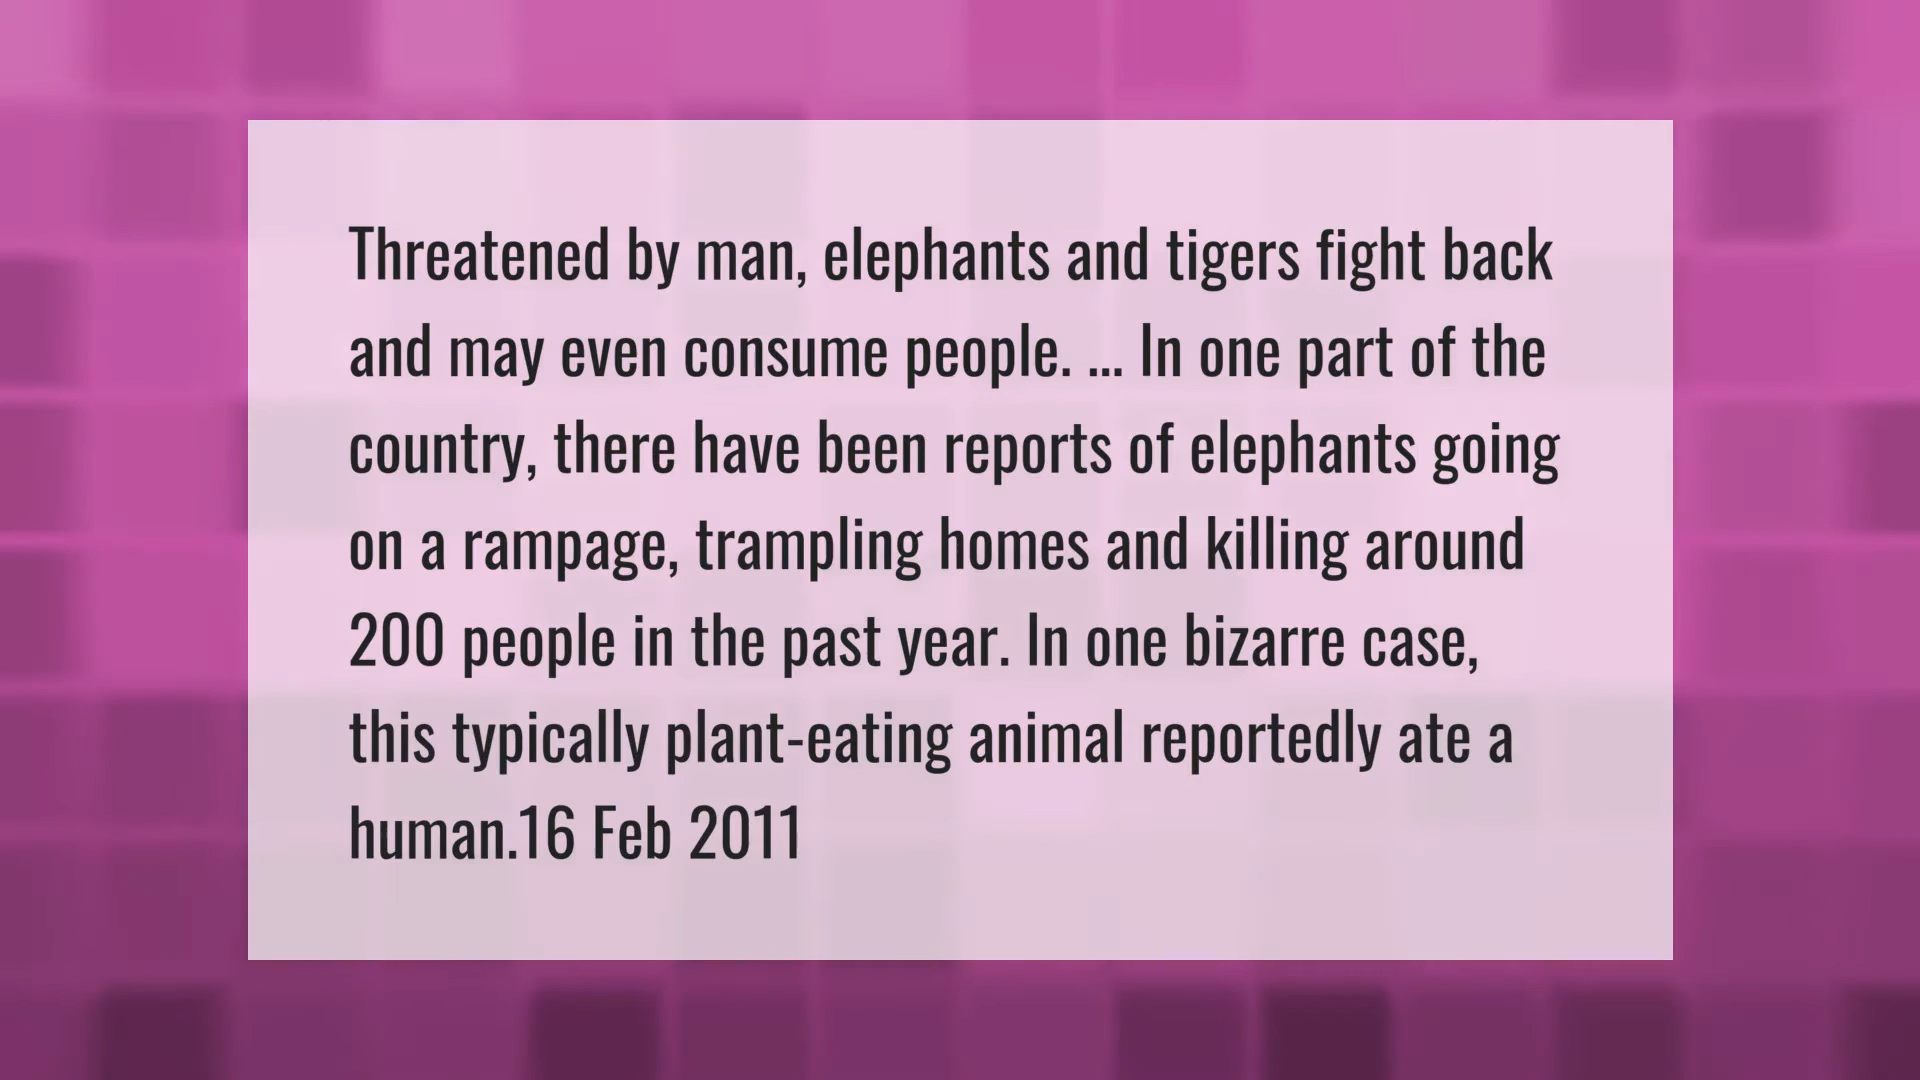 Threatened by man, elephants and tigers fight back
and may even consume people. ... In one part of the
country, there have been reports of elephants going
on a rampage, trampling homes and killing around
200 people in the past year. In one bizarre case,
this typically plant-eating animal reportedly ate a
human.16 Feb 2011